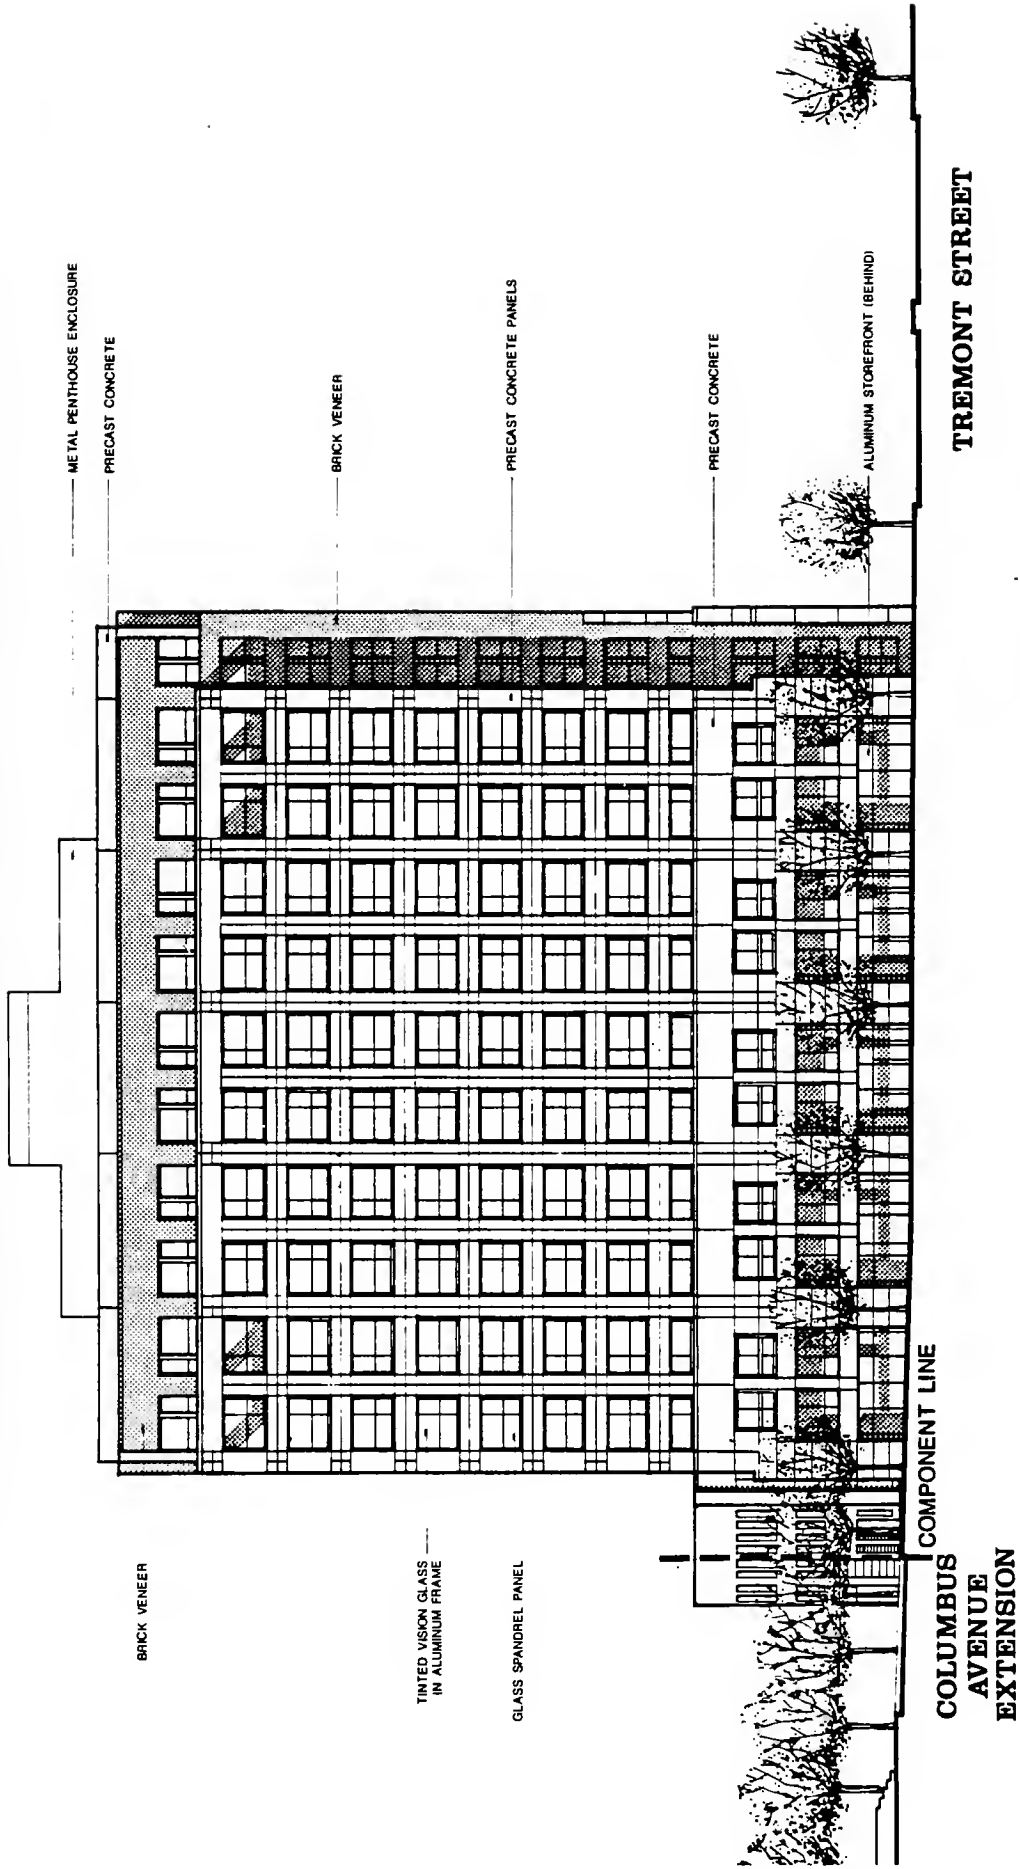 METAL PENTHOUSE ENCLOSURE
PRECAST CONCRETE
BRICK VENEER
PRECAST CONCRETE PANELS
PRECAST CONCRETE
ALUMINUM STOREFRONT (BEHIND)
TREMONT STREET
BRICK VENEER
TINTED VISION GLASS
IN ALUMINUM FRAME
GLASS SPANDREL PANEL
COMPONENT LINE
COLUMBUS
AVENUE
EXTENSION